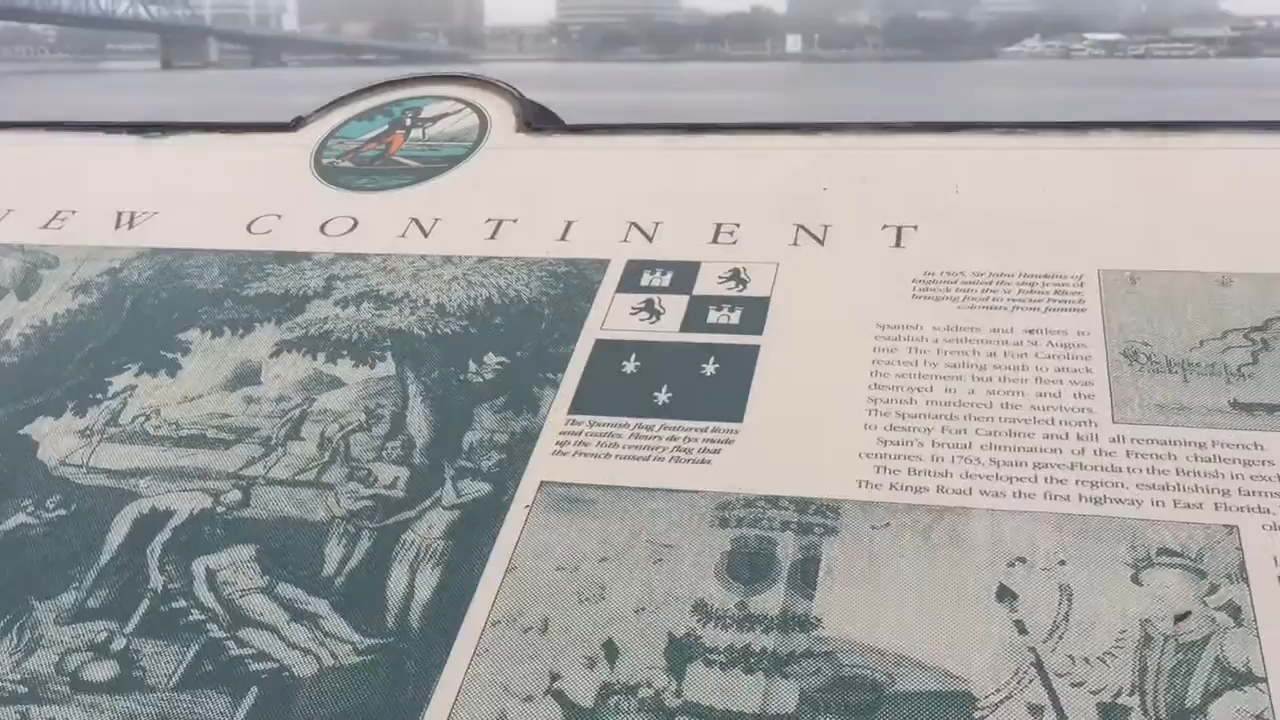 NEW CONTINENT
In 1565, Sir John Hawkins of
England sailed the ship Jesus of
Lubeck into the St. Johns River,
bringing food to rescue French
colonists from famine
Spanish soldiers and settlers to
establish a settlement at St. Augus
tine. The French at Fort Caroline
reacted by sailing south to attack
the settlement, but their fleet was
destroyed in a storm and the
Spanish murdered the survivors.
The Spaniards then traveled north
to destroy Fort Caroline and kill all remaining French.
Spain's brutal elimination of the French challengers
centuries. In 1763, Spain gave Florida to the British in exc
The British developed the region, establishing farms
The Kings Road was the first highway in East Florida,
The Spanish flag featured lions
and castles. Fleurs de lys made
up the 16th century flag that
the French raised in Florida.